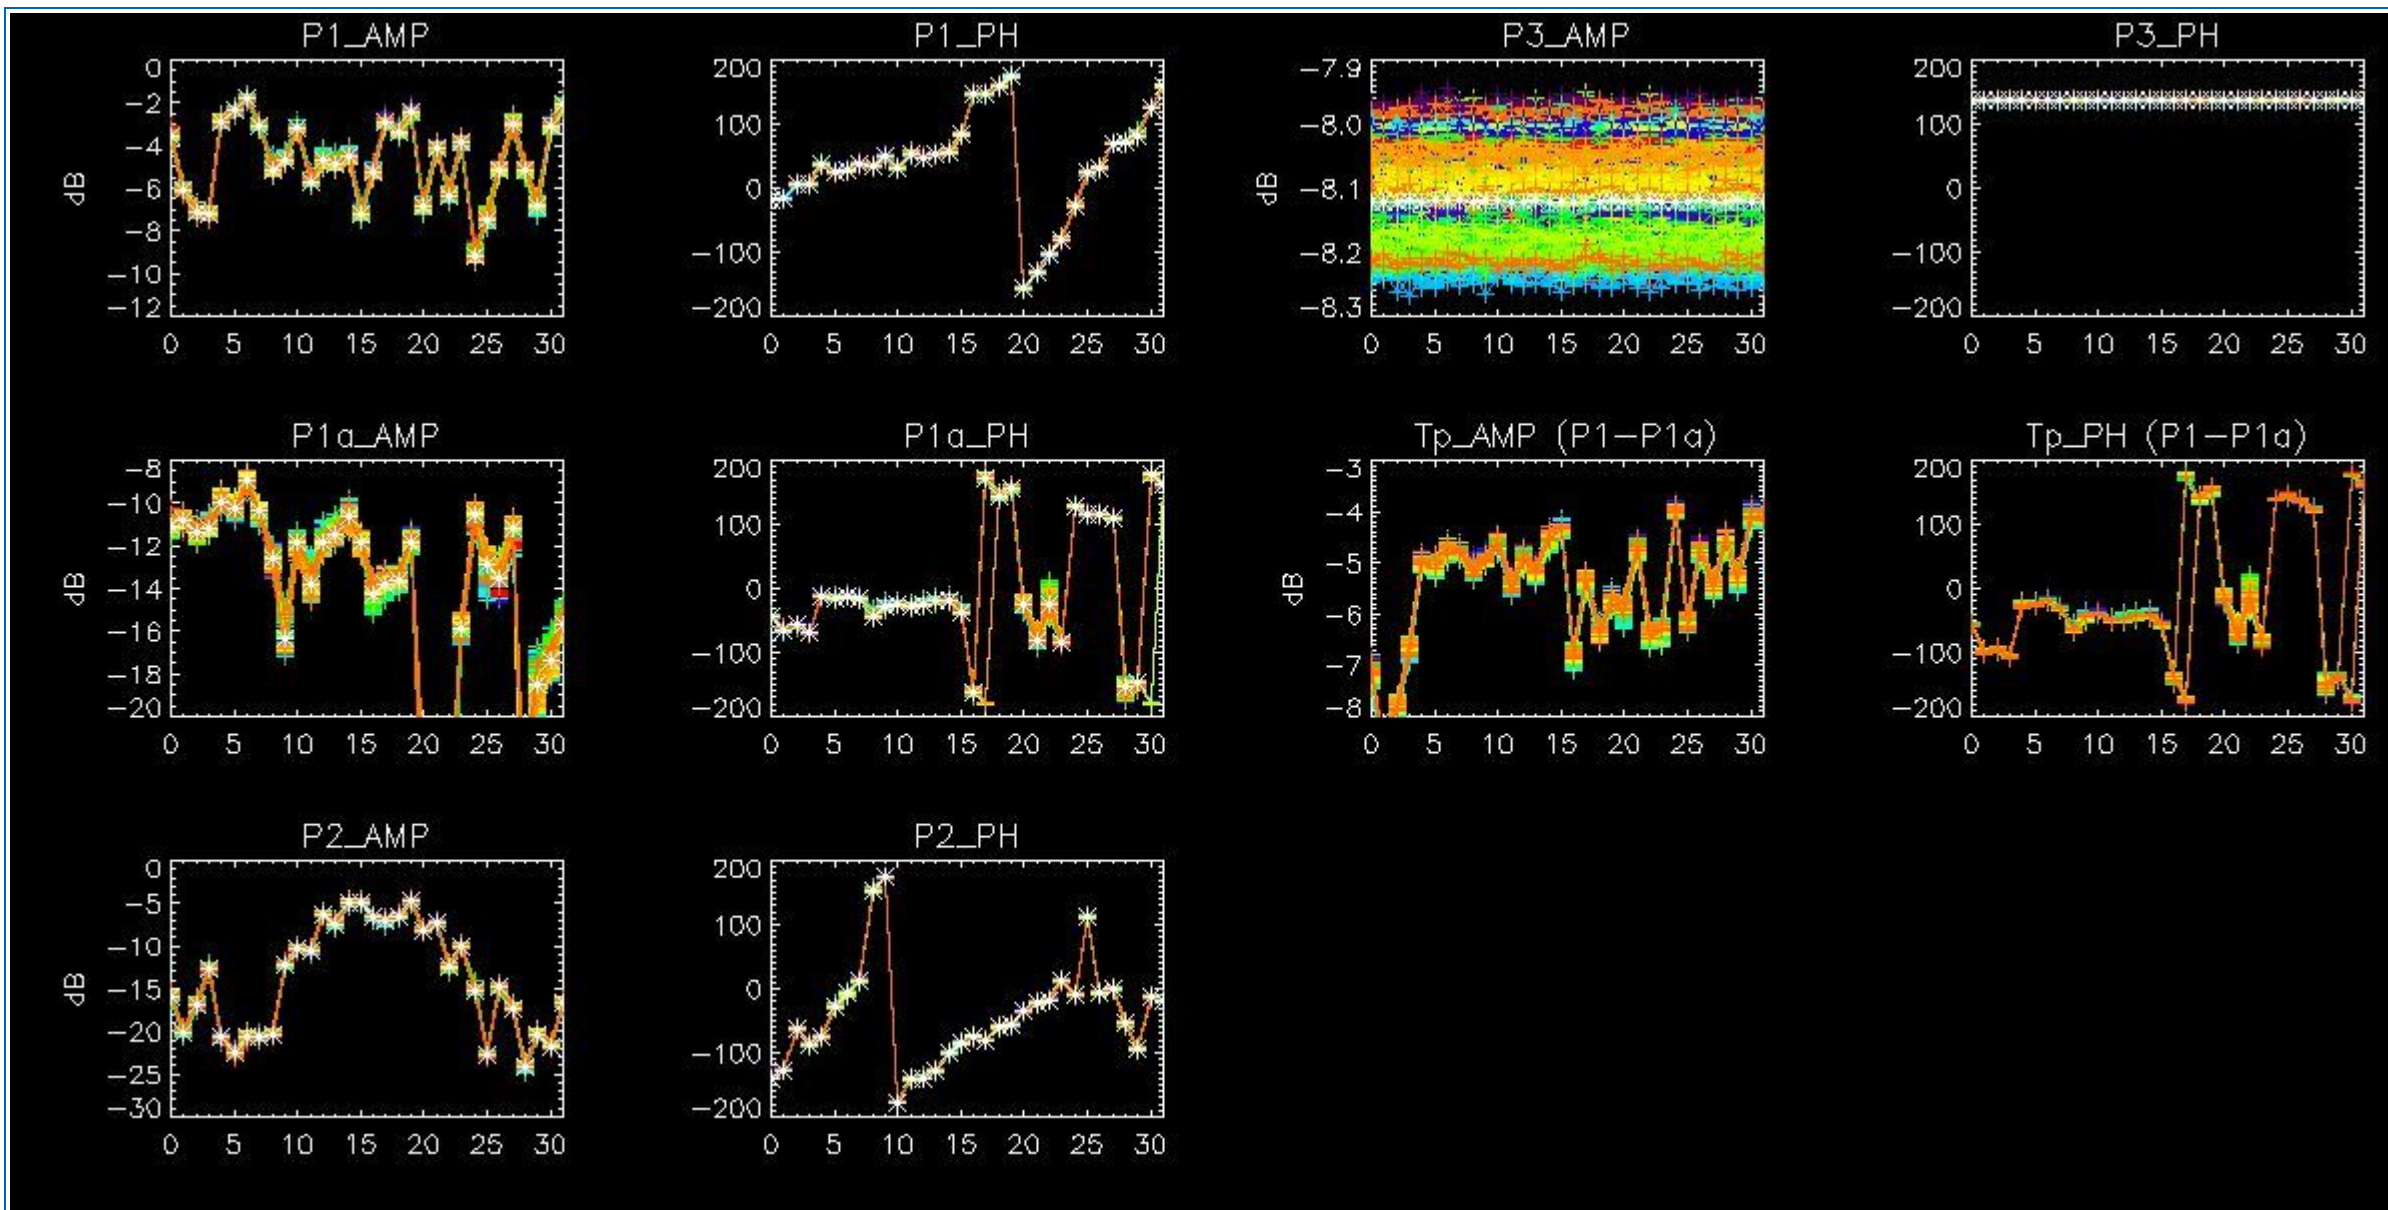 P1_AMP P1_PH P3_AMP P3_PH
0 200 −7.9 200
−2 100 −8.0 100
−4 0 −8.1 0
−6 −100 −8.2 −100
−8 −200 −8.3 −200
−10
−12
dB dB
0 5 10 15 20 25 30 0 5 10 15 20 25 30 0 5 10 15 20 25 30 0 5 10 15 20 25 30
P1a_AMP P1a_PH Tp_AMP (P1−P1a) Tp_PH (P1−P1a)
−8 200 −3 200
−10 100 −4 100
−12 0 −5 0
−14 −100 −6 −100
−16 −200 −7 −200
−18 −8
−20
dB dB
0 5 10 15 20 25 30 0 5 10 15 20 25 30 0 5 10 15 20 25 30 0 5 10 15 20 25 30
P2_AMP P2_PH
0 200
−5 100
−10 0
−15 −100
−20 −200
−25
−30
dB
0 5 10 15 20 25 30 0 5 10 15 20 25 30